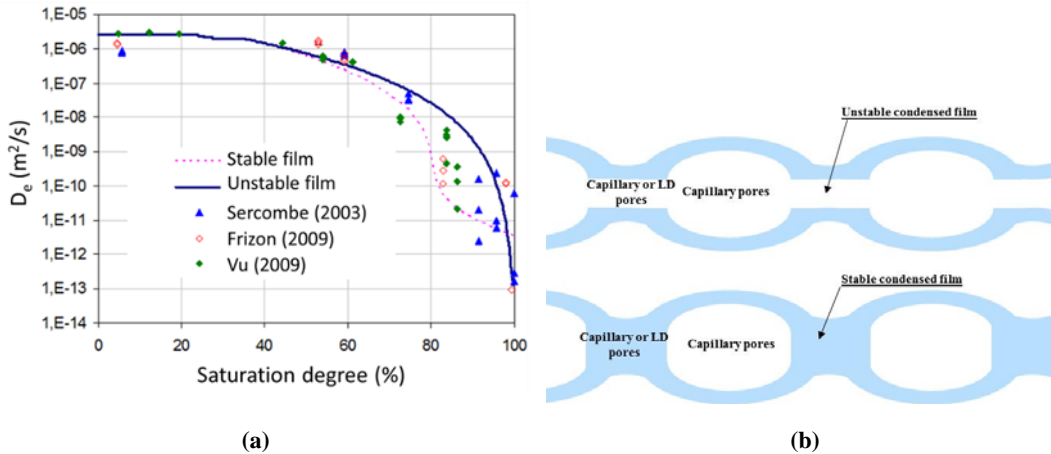 1,E-05
1,E-06
1,E-07
1,E-08
1,E-09
1,E-10
1,E-11
1,E-12
1,E-13
1,E-14
De (m²/s)
Stable film
Unstable film
Sercombe (2003)
Frizon (2009)
Vu (2009)
0 20 40 60 80 100
Saturation degree (%)
(a)
Unstable condensed film
Capillary or LD
pores
Capillary pores
Stable condensed film
Capillary or LD
pores
Capillary pores
(b)